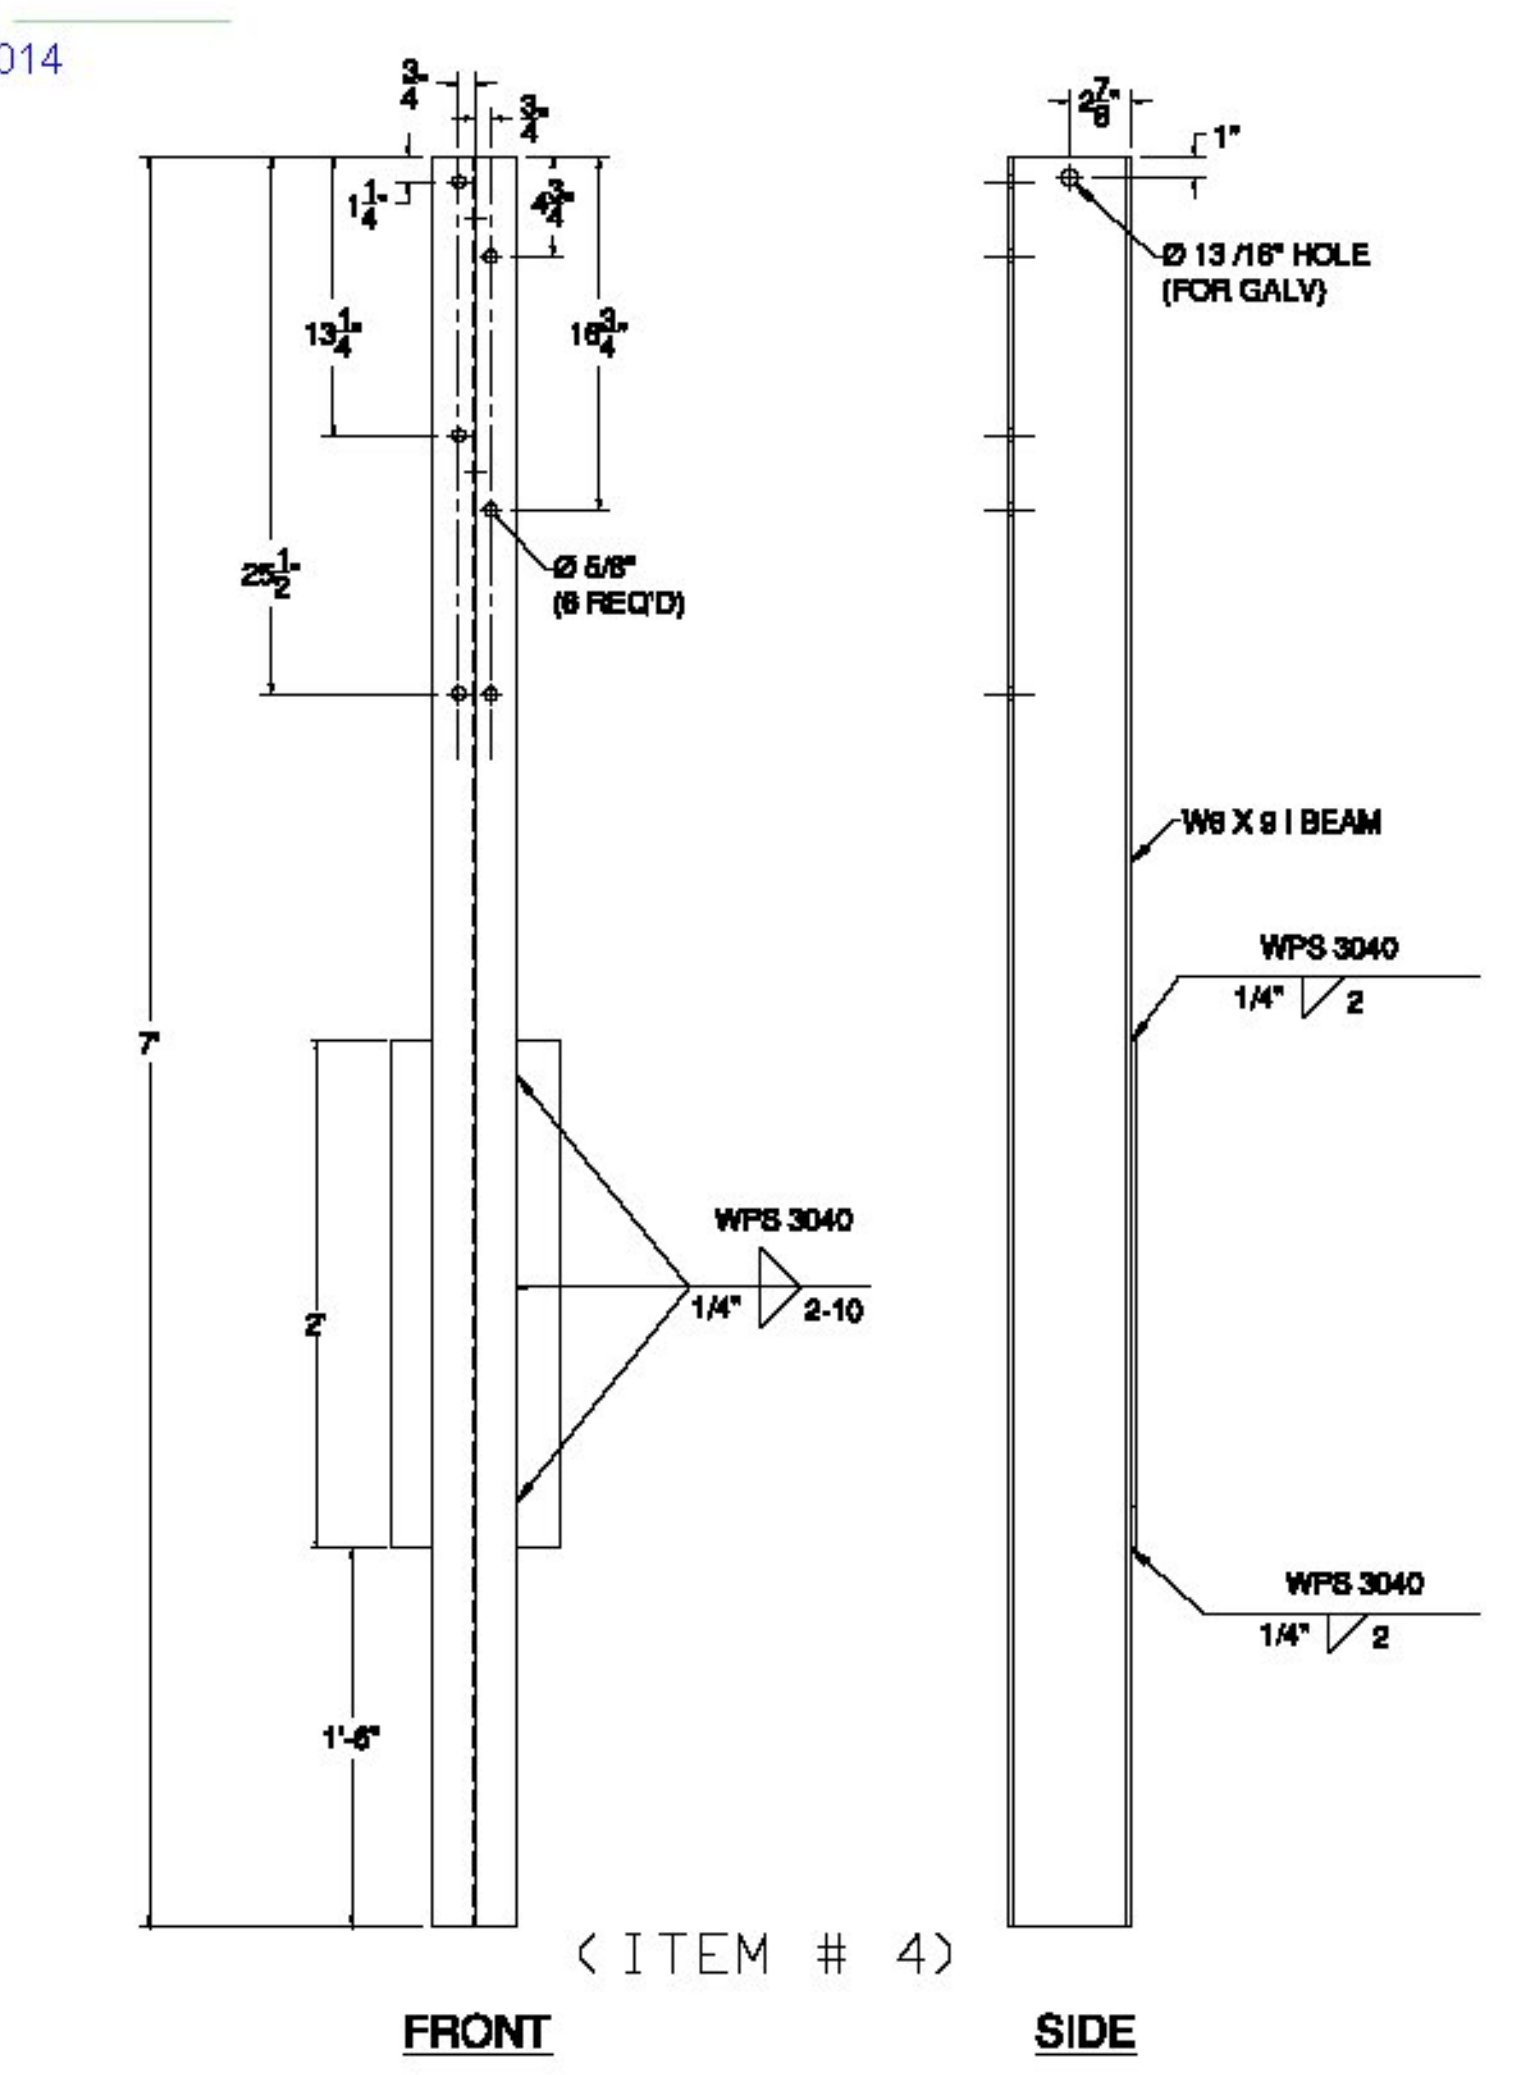 014
3/4"
3/4"
2 7/8"
1"
1 1/4"
4 3/4"
Ø 13 /16" HOLE
(FOR GALV)
13 1/4"
16 3/4"
25 1/2"
Ø 5/8"
(6 REQ'D)
W6 X 9 I BEAM
WPS 3040
1/4" 2
7'
WPS 3040
1/4" 2-10
2'
WPS 3040
1/4" 2
1'-6"
(ITEM # 4)
FRONT
SIDE